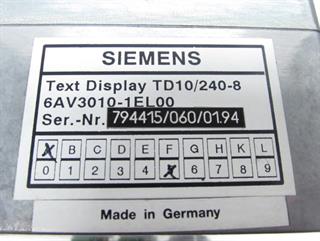 SIEMENS
Text Display TD10/240-8
6AV3010-1EL00
Ser.-Nr. 794415/060/01.94
B C D E F G H K L
0 1 2 3 4 6 7 8 9
Made in Germany